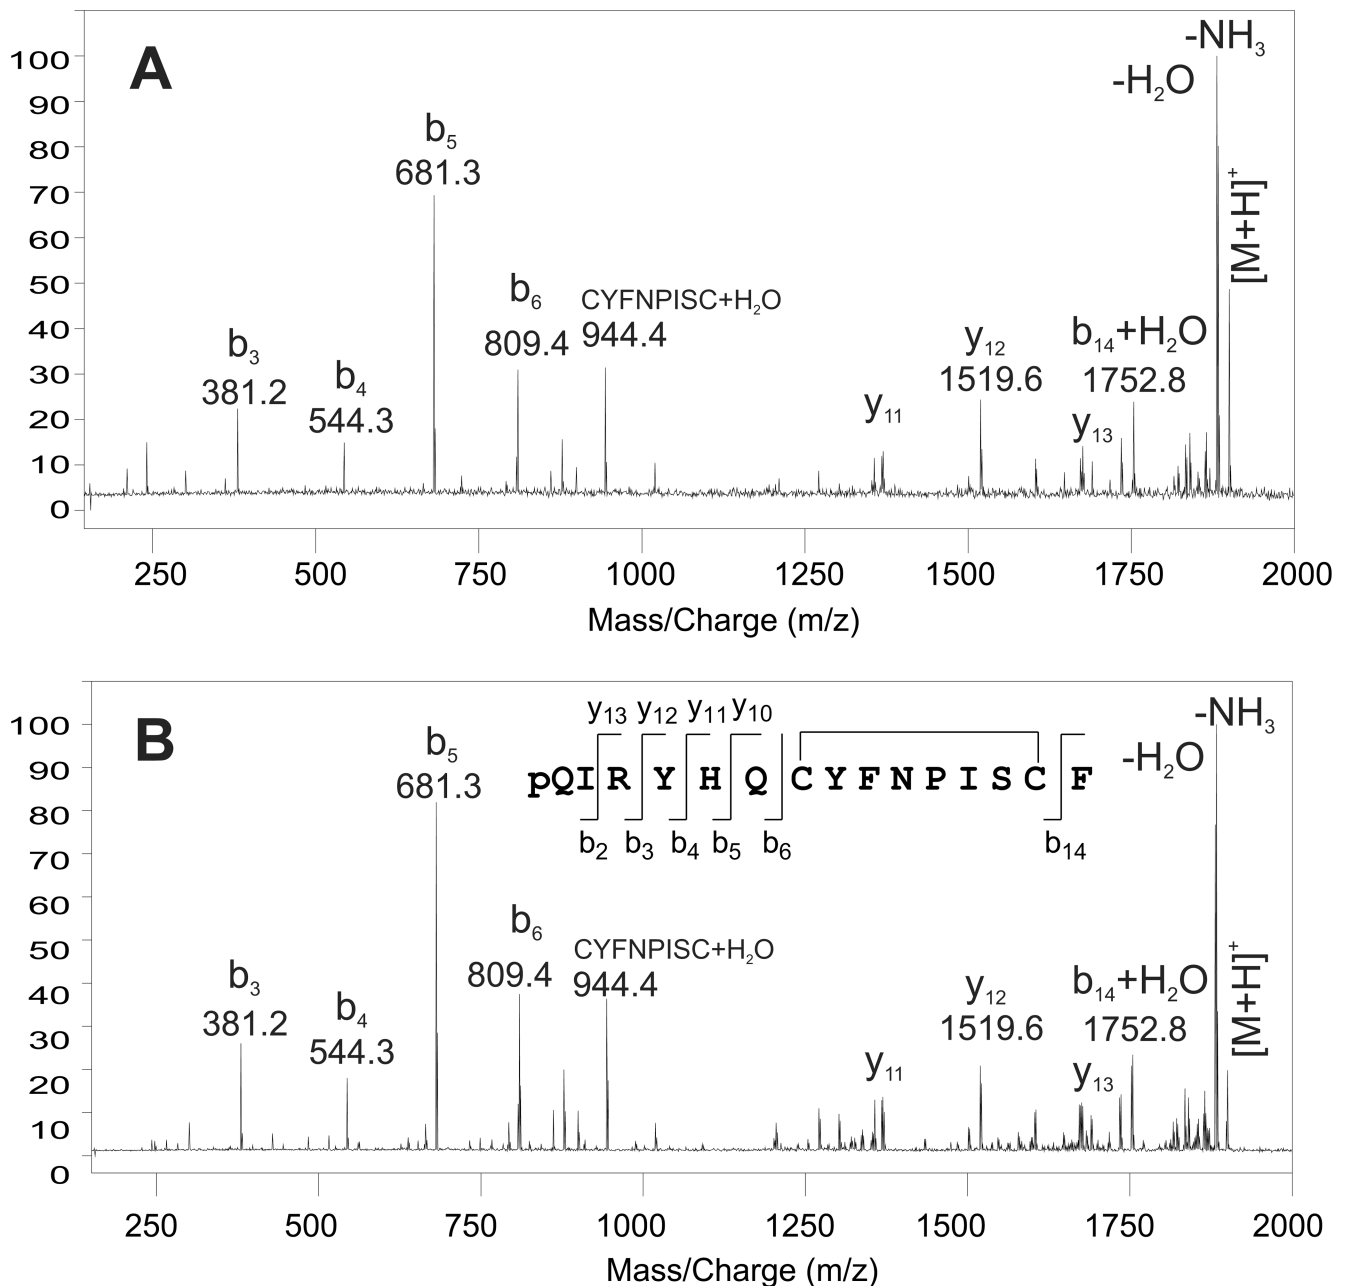 A
-NH3
-H2O
[M+H]+
b5
681.3
b6
809.4
CYFNPISC+H2O
944.4
b3
381.2
b4
544.3
y11
y12
1519.6
y13
b14+H2O
1752.8
100
90
80
70
60
50
40
30
20
10
0
250 500 750 1000 1250 1500 1750 2000
Mass/Charge (m/z)
B
y13 y12 y11 y10
pQIRYHQCYFNPISCF
b2 b3 b4 b5 b6 b14
-NH3
-H2O
[M+H]+
b5
681.3
b6
809.4
CYFNPISC+H2O
944.4
b3
381.2
b4
544.3
y11
y12
1519.6
y13
b14+H2O
1752.8
100
90
80
70
60
50
40
30
20
10
0
250 500 750 1000 1250 1500 1750 2000
Mass/Charge (m/z)